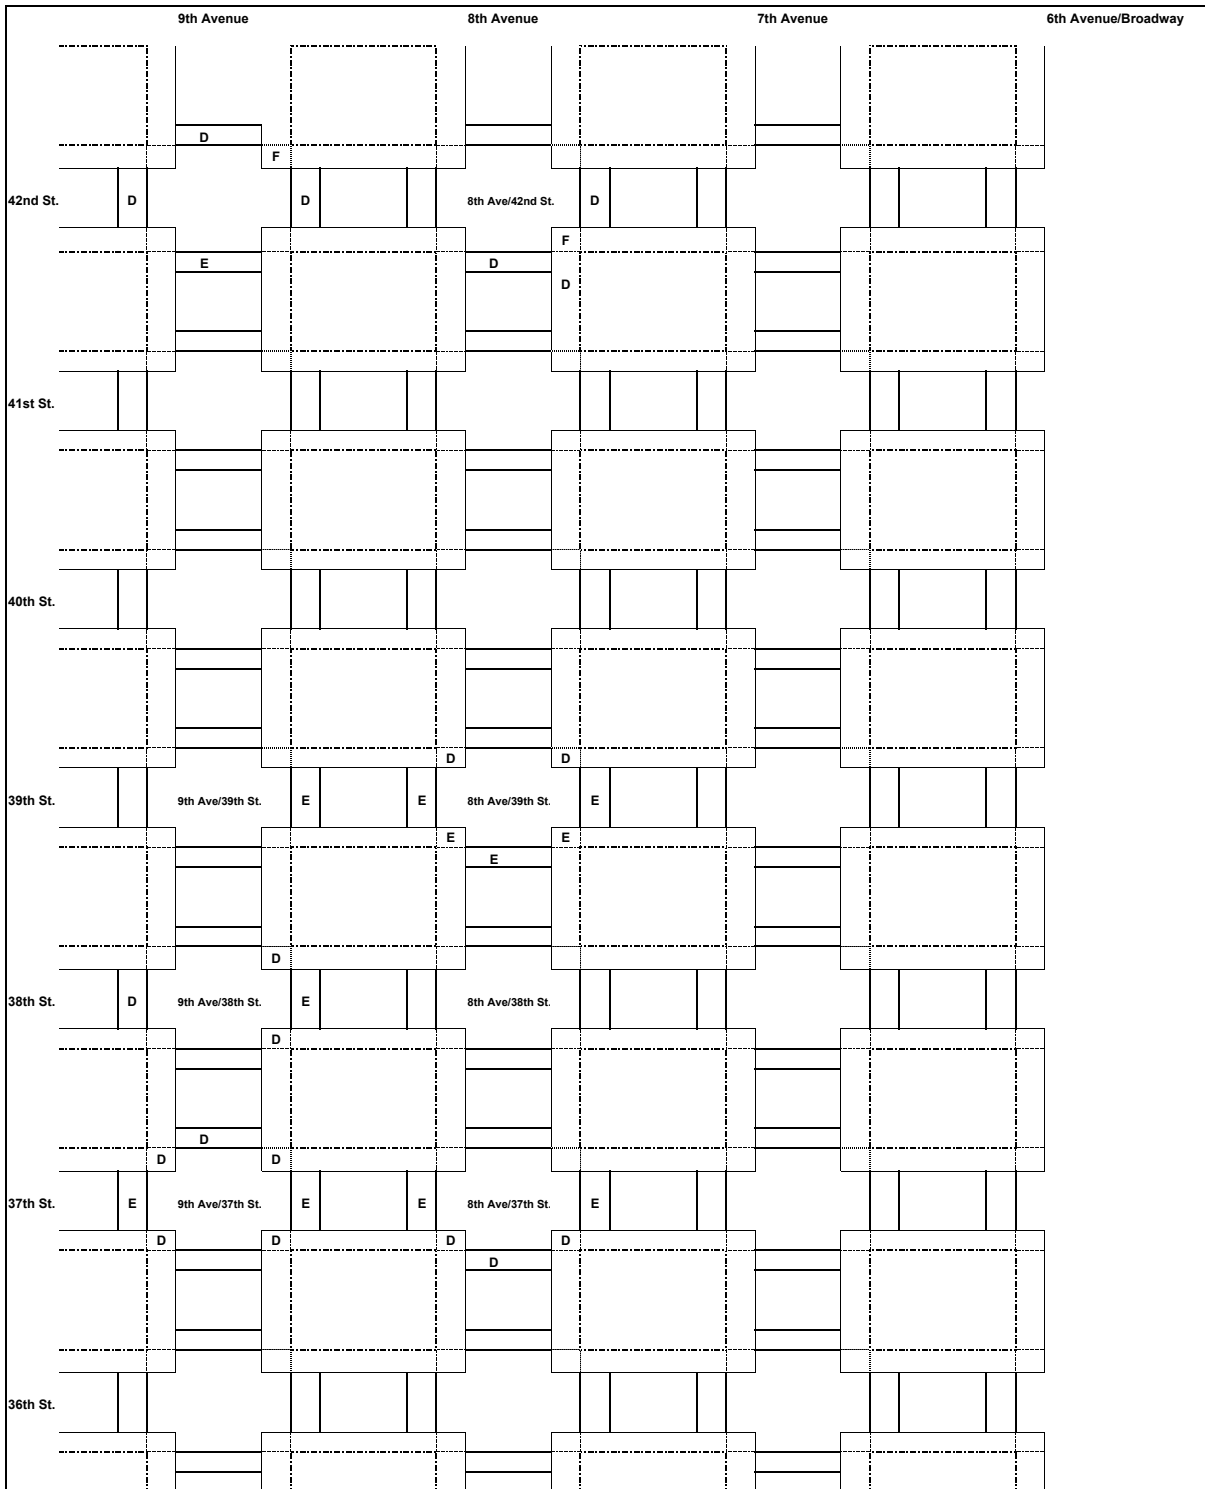 9th Avenue 8th Avenue 7th Avenue 6th Avenue/Broadway
D
F
42nd St. D D 8th Ave/42nd St. D
F
E D
D
41st St.
40th St.
D D
39th St. 9th Ave/39th St. E E 8th Ave/39th St. E
E E
E
D
38th St. D 9th Ave/38th St. E 8th Ave/38th St.
D
D
D D
37th St. E 9th Ave/37th St. E E 8th Ave/37th St. E
D D D D
D
36th St.